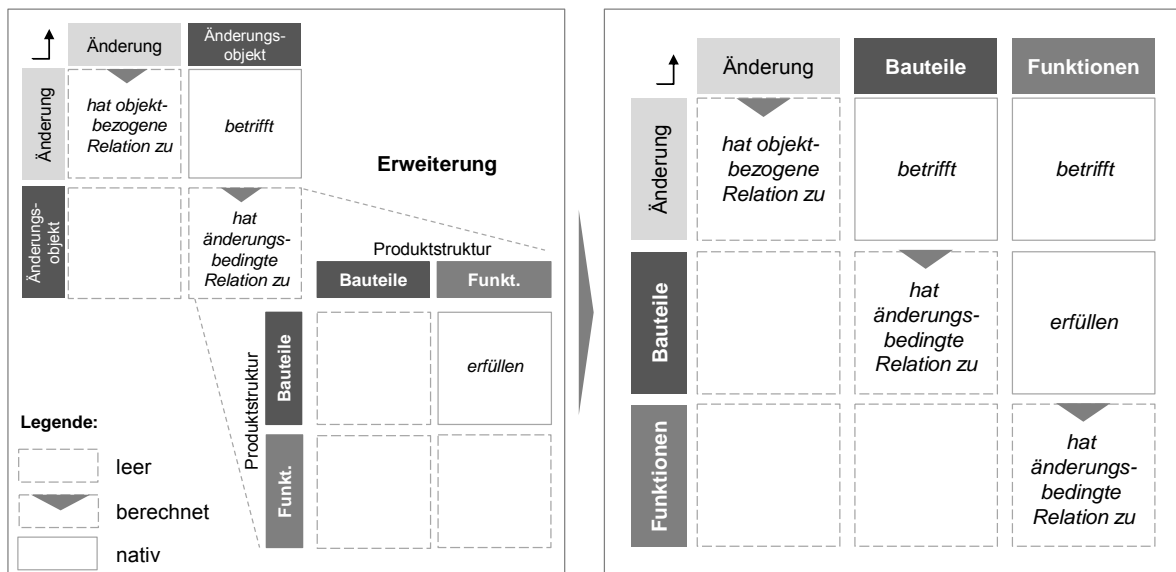 Änderung
Änderungs-
objekt
Änderung
hat objekt-
bezogene
Relation zu
betrifft
Erweiterung
Änderungs-
objekt
hat
änderungs-
bedingte
Relation zu
Produktstruktur
Bauteile
Funkt.
Produktstruktur
Bauteile
erfüllen
Funkt.
Legende:
leer
berechnet
nativ
Änderung
Bauteile
Funktionen
Änderung
hat objekt-
bezogene
Relation zu
betrifft
betrifft
Bauteile
hat
änderungs-
bedingte
Relation zu
erfüllen
Funktionen
hat
änderungs-
bedingte
Relation zu